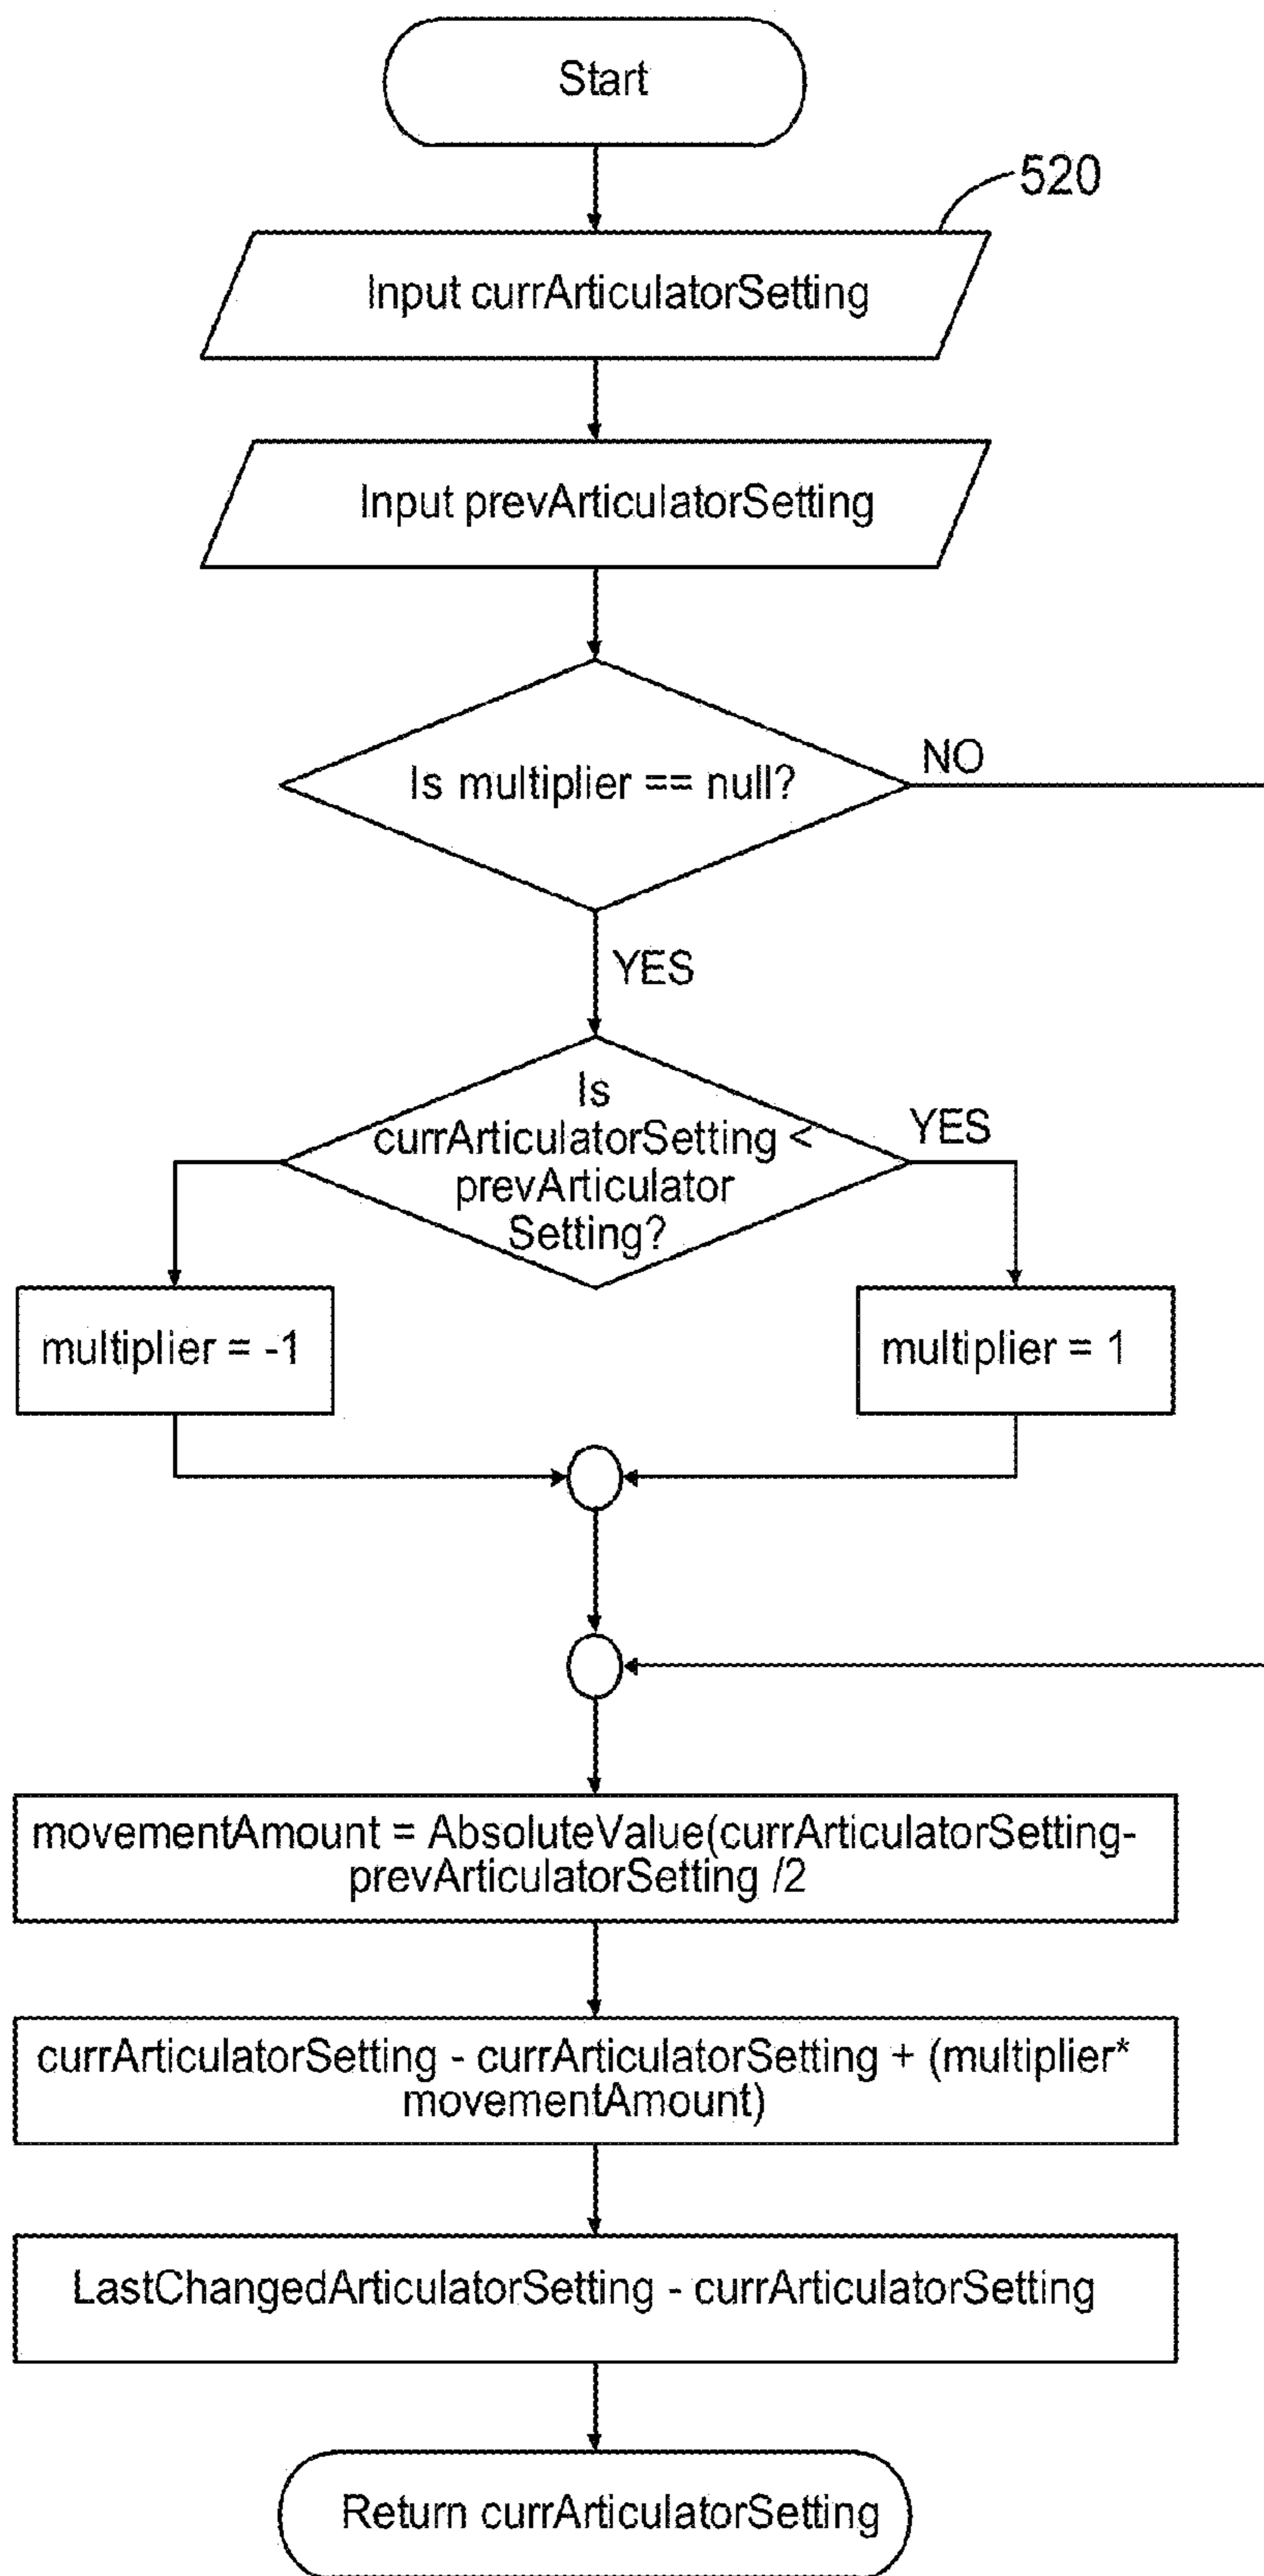 Start
520
Input currArticulatorSetting
Input prevArticulatorSetting
Is multiplier == null?
NO
YES
Is
currArticulatorSetting <
prevArticulator
Setting?
YES
multiplier = -1
multiplier = 1
movementAmount = AbsoluteValue(currArticulatorSetting-
prevArticulatorSetting /2
currArticulatorSetting - currArticulatorSetting + (multiplier*
movementAmount)
LastChangedArticulatorSetting - currArticulatorSetting
Return currArticulatorSetting